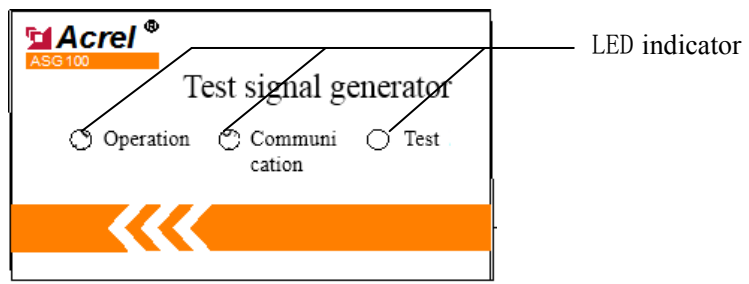 Acrel ®
ASG100
LED indicator
Test signal generator
Operation
Communi
cation
Test